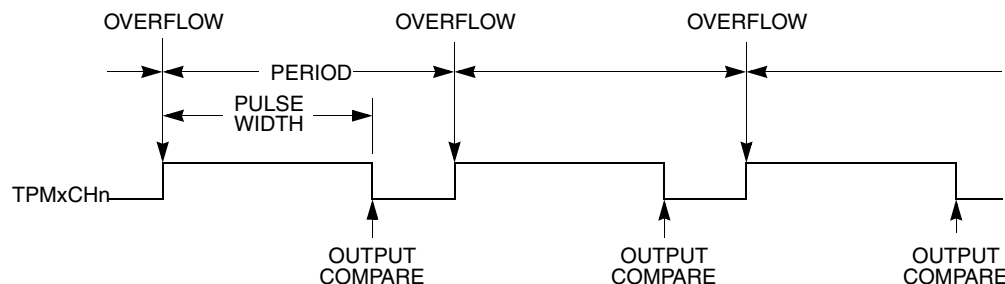 OVERFLOW OVERFLOW OVERFLOW
PERIOD
PULSE
WIDTH
TPMxCHn
OUTPUT OUTPUT OUTPUT
COMPARE COMPARE COMPARE